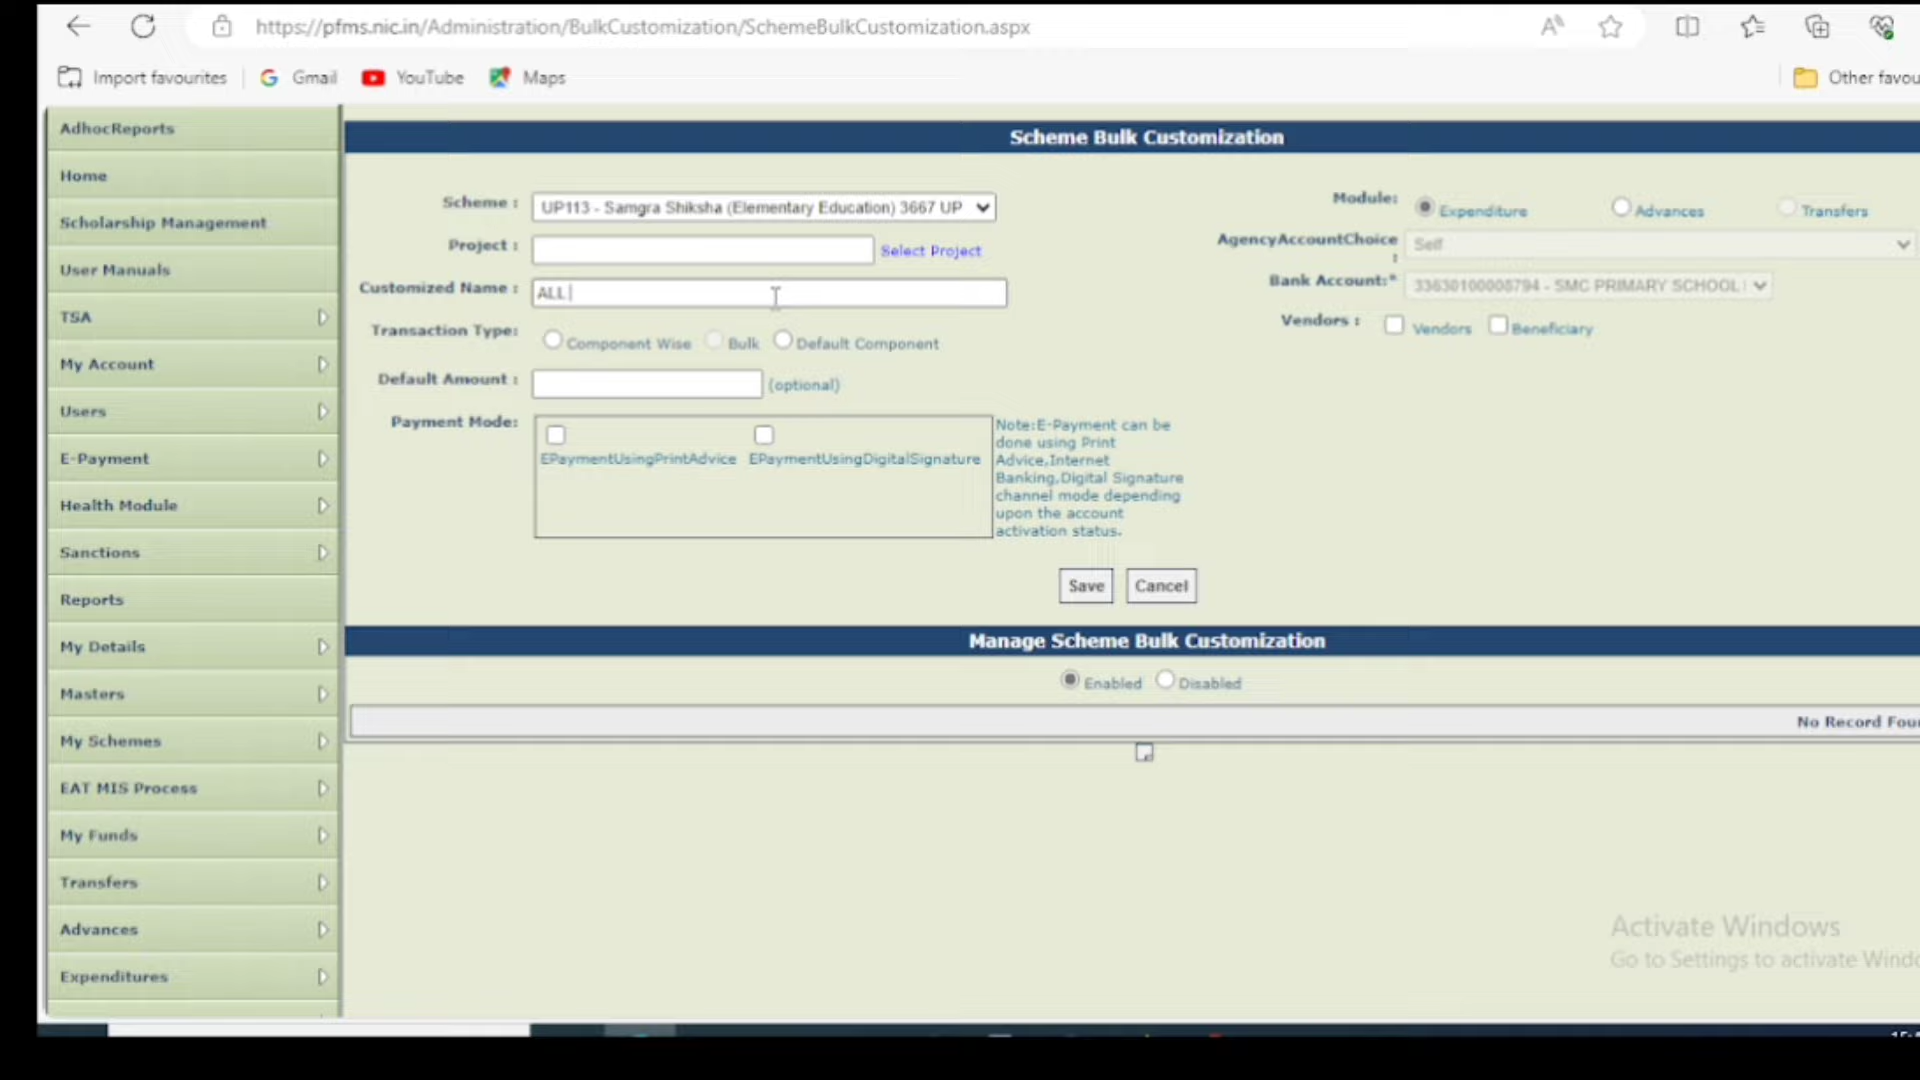 https://pfms.nic.in/Administration/BulkCustomization/SchemeBulkCustomization.aspx
Import favourites
Gmail
YouTube
Maps
Other favou
AdhocReports
Home
Scholarship Management
User Manuals
TSA
My Account
Users
E-Payment
Health Module
Sanctions
Reports
My Details
Masters
My Schemes
EAT MIS Process
My Funds
Transfers
Advances
Expenditures
Scheme Bulk Customization
Scheme : UP113 - Samgra Shiksha (Elementary Education) 3667 UP
Project : Select Project
Customized Name : ALL
Transaction Type: Component Wise Bulk Default Component
Default Amount : (optional)
Payment Mode: EPaymentUsingPrintAdvice EPaymentUsingDigitalSignature
Note:E-Payment can be
done using Print
Advice,Internet
Banking,Digital Signature
channel mode depending
upon the account
activation status.
Module: Expenditure Advances Transfers
AgencyAccountChoice : Self
Bank Account:* 33630100008794 - SMC PRIMARY SCHOOL
Vendors : Vendors Beneficiary
Save Cancel
Manage Scheme Bulk Customization
Enabled Disabled
No Record Fou
Activate Windows
Go to Settings to activate Windo